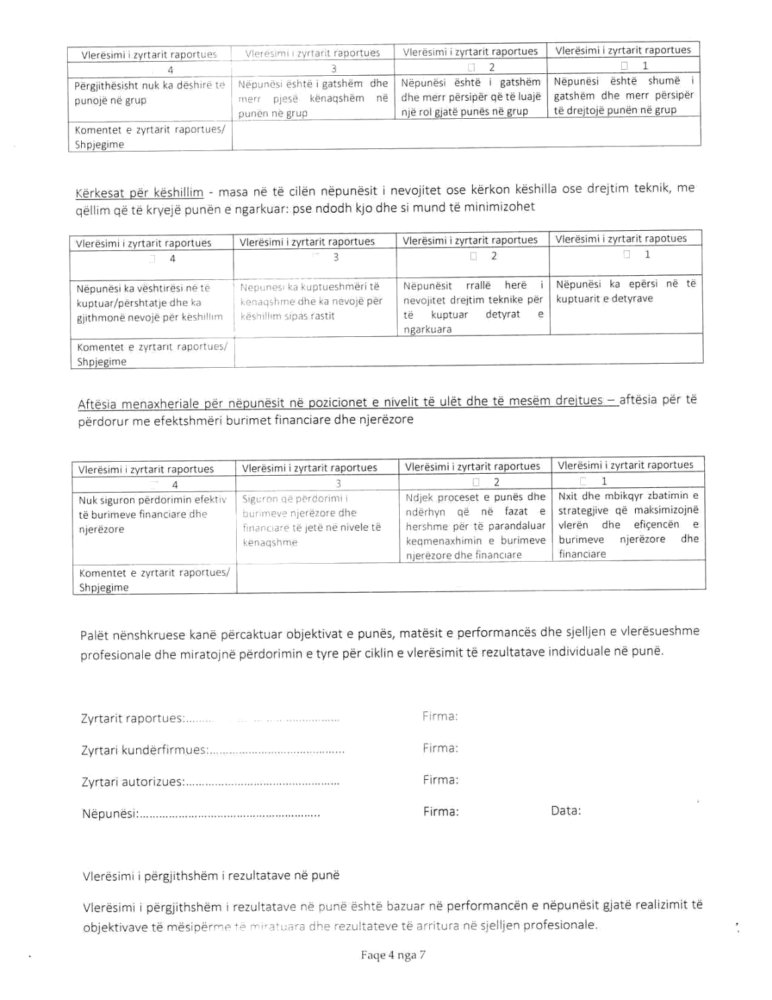 Vlerësimi i zyrtarit raportues Vlerësimi i zyrtarit raportues Vlerësimi i zyrtarit raportues Vlerësimi i zyrtarit raportues
4 3 □ 2 □ 1
Përgjithësisht nuk ka dëshirë të
punojë në grup
Nëpunësi është i gatshëm dhe
merr pjesë kënaqshëm në
punën në grup
Nëpunësi është i gatshëm
dhe merr përsipër që të luajë
një rol gjatë punës në grup
Nëpunësi është shumë i
gatshëm dhe merr përsipër
të drejtojë punën në grup
Komentet e zyrtarit raportues/
Shpjegime
Kërkesat për këshillim - masa në të cilën nëpunësit i nevojitet ose kërkon këshilla ose drejtim teknik, me
qëllim që të kryejë punën e ngarkuar: pse ndodh kjo dhe si mund të minimizohet
Vlerësimi i zyrtarit raportues Vlerësimi i zyrtarit raportues Vlerësimi i zyrtarit raportues Vlerësimi i zyrtarit rapotues
□ 4 □ 3 □ 2 □ 1
Nëpunësi ka vështirësi në të
kuptuar/përshtatje dhe ka
gjithmonë nevojë për këshillim
Nëpunësi ka kuptueshmëri të
kënaqshme dhe ka nevojë për
këshillim sipas rastit
Nëpunësit rrallë herë i
nevojitet drejtim teknike për
të kuptuar detyrat e
ngarkuara
Nëpunësi ka epërsi në të
kuptuarit e detyrave
Komentet e zyrtarit raportues/
Shpjegime
Aftësia menaxheriale për nëpunësit në pozicionet e nivelit të ulët dhe të mesëm drejtues – aftësia për të
përdorur me efektshmëri burimet financiare dhe njerëzore
Vlerësimi i zyrtarit raportues Vlerësimi i zyrtarit raportues Vlerësimi i zyrtarit raportues Vlerësimi i zyrtarit raportues
□ 4 3 □ 2 □ 1
Nuk siguron përdorimin efektiv
të burimeve financiare dhe
njerëzore
Siguron që përdorimi i
burimeve njerëzore dhe
financiare të jetë në nivele të
kënaqshme
Ndjek proceset e punës dhe
ndërhyn që në fazat e
hershme për të parandaluar
keqmenaxhimin e burimeve
njerëzore dhe financiare
Nxit dhe mbikqyr zbatimin e
strategjive që maksimizojnë
vlerën dhe efiçencën e
burimeve njerëzore dhe
financiare
Komentet e zyrtarit raportues/
Shpjegime
Palët nënshkruese kanë përcaktuar objektivat e punës, matësit e performancës dhe sjelljen e vlerësueshme
profesionale dhe miratojnë përdorimin e tyre për ciklin e vlerësimit të rezultatave individuale në punë.
Zyrtarit raportues:................................................ Firma:
Zyrtari kundërfirmues:.......................................... Firma:
Zyrtari autorizues:................................................ Firma:
Nëpunësi:........................................................ Firma: Data:
Vlerësimi i përgjithshëm i rezultatave në punë
Vlerësimi i përgjithshëm i rezultatave në punë është bazuar në performancën e nëpunësit gjatë realizimit të
objektivave të mësipërme të miratuara dhe rezultateve të arritura në sjelljen profesionale.
Faqe 4 nga 7